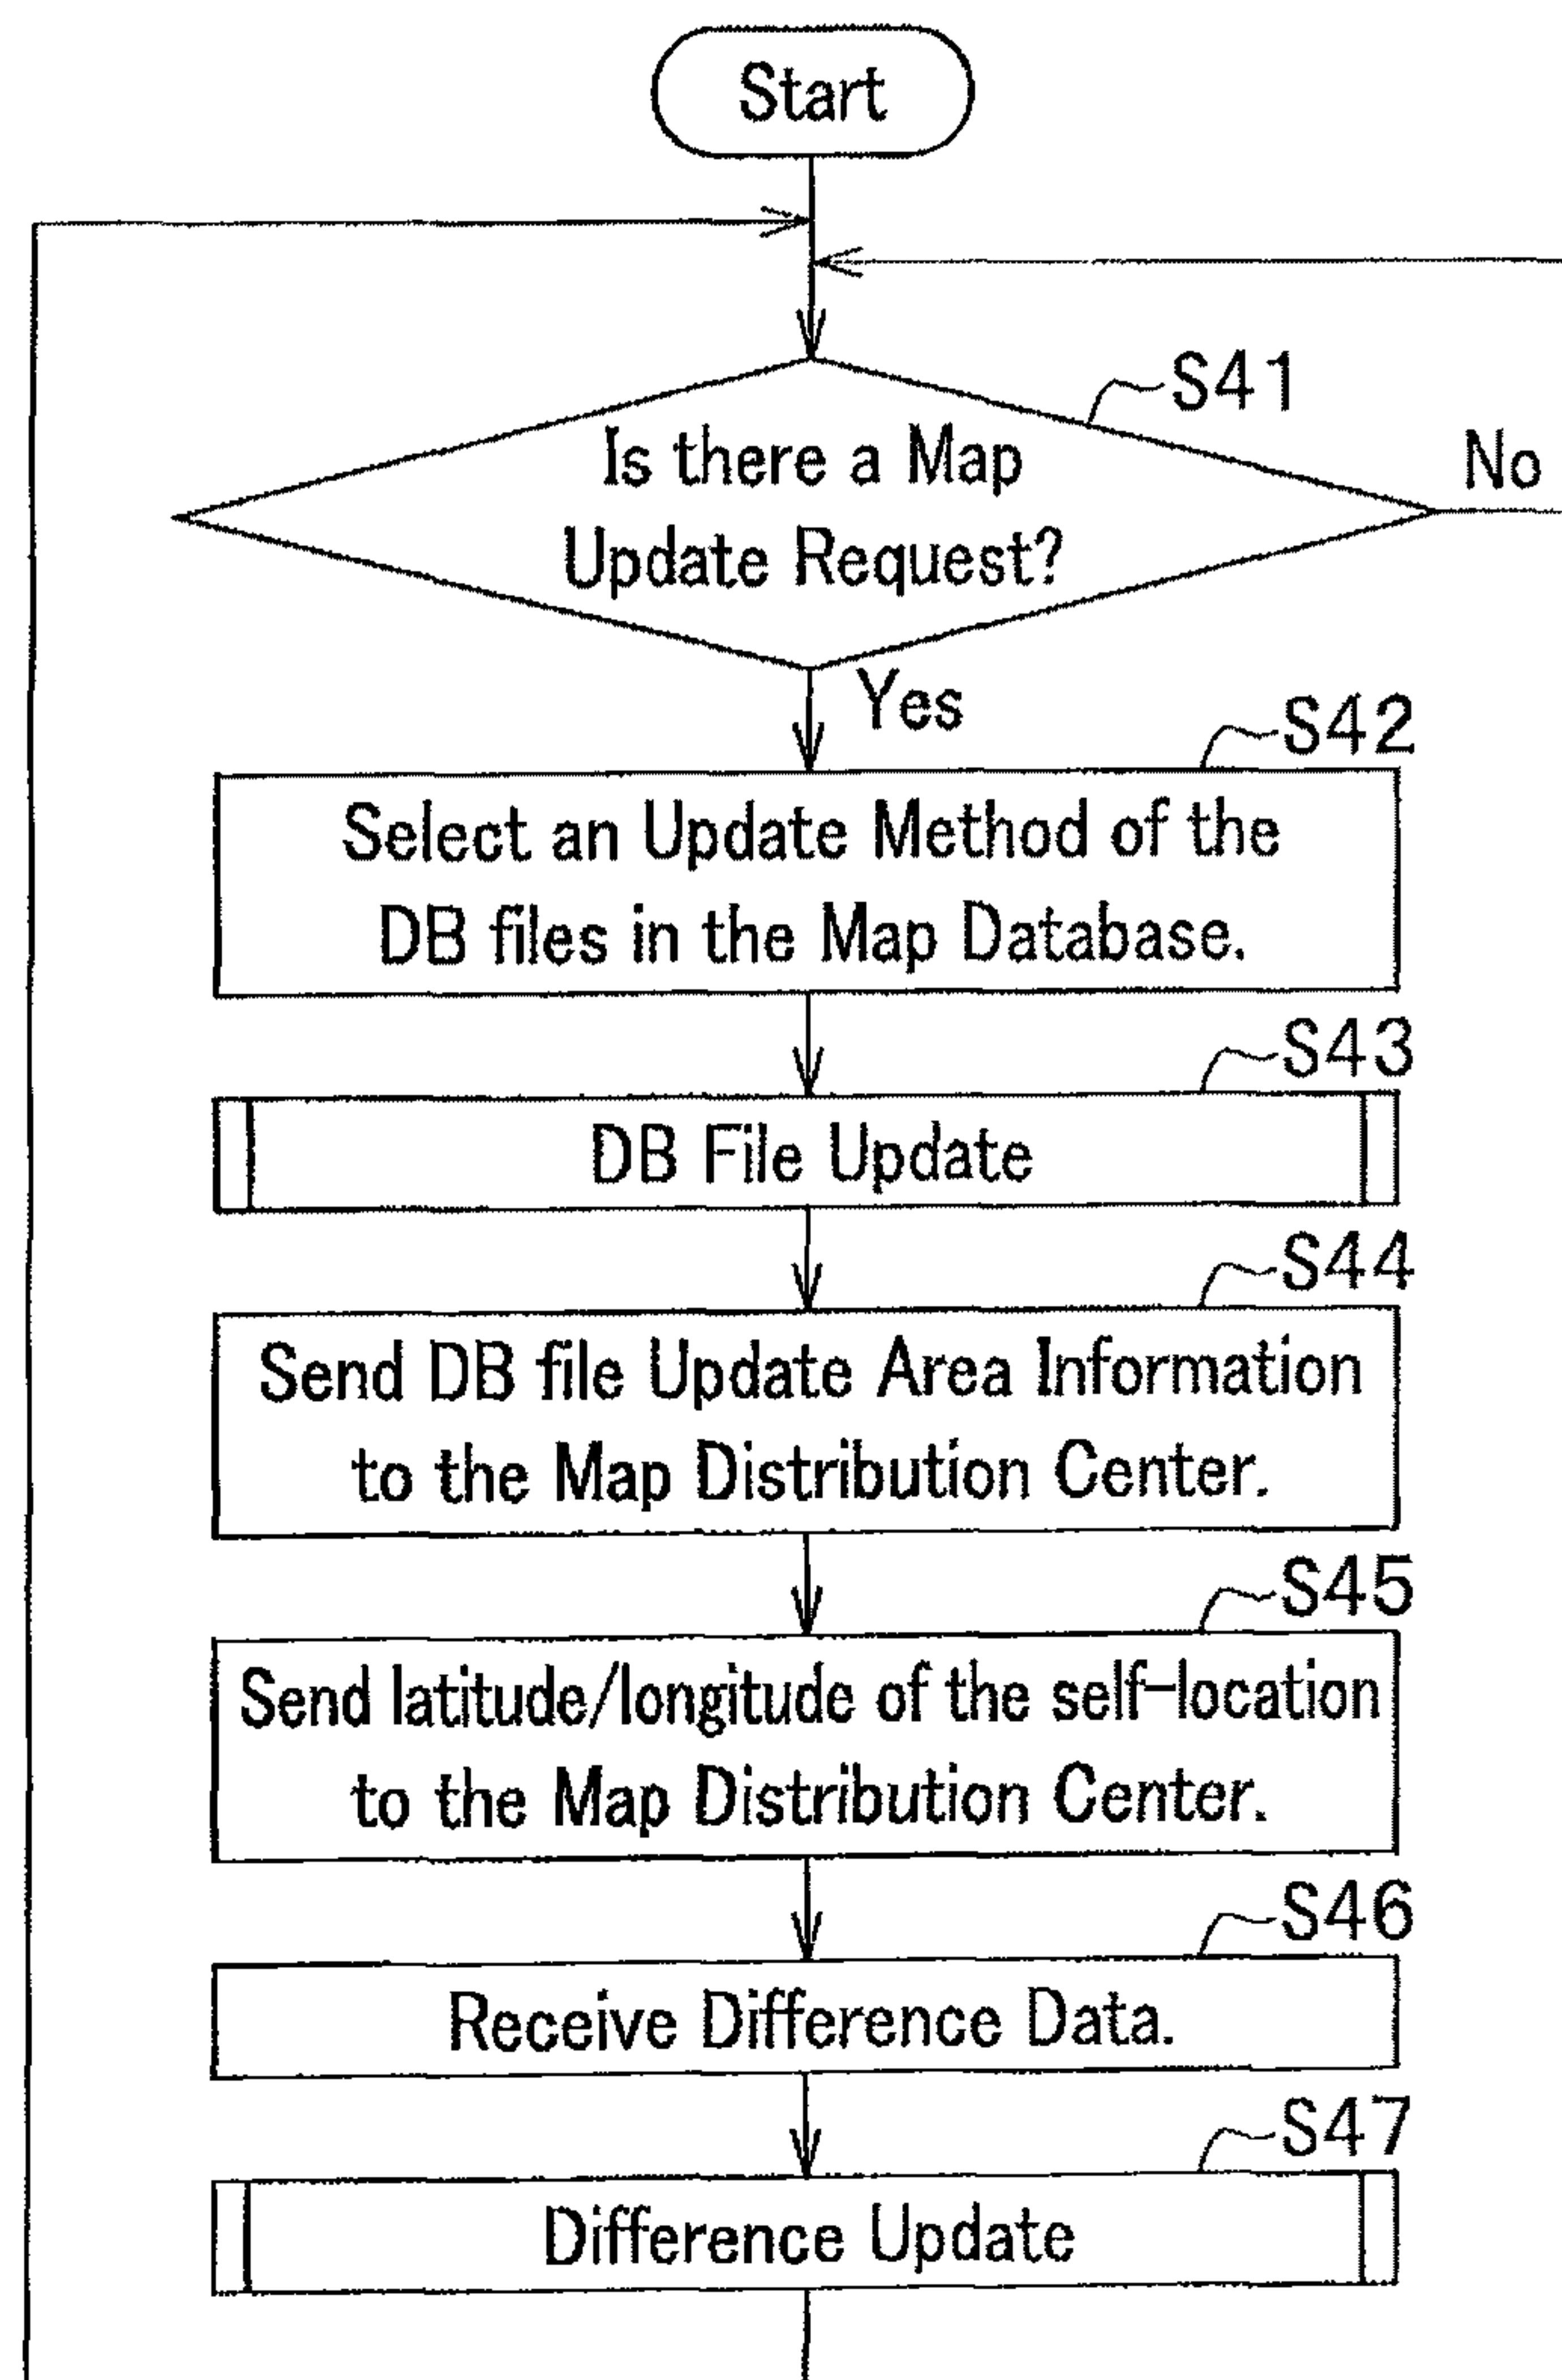 Start
S41
Is there a Map
No
Update Request?
Yes
S42
Select an Update Method of the
DB files in the Map Database.
S43
DB File Update
S44
Send DB file Update Area Information
to the Map Distribution Center.
S45
Send latitude/longitude of the self-location
to the Map Distribution Center.
S46
Receive Difference Data.
S47
Difference Update